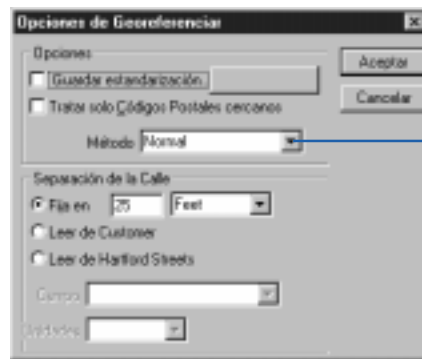 Opciones de Georeferenciar
Opciones
Guardar estandarización
Tratar solo Códigos Postales cercanos
Método Normal
Aceptar
Cancelar
Separación de la Calle
Fija en 25 Feet
Leer de Customer
Leer de Hartford Streets
Campo
Unidades